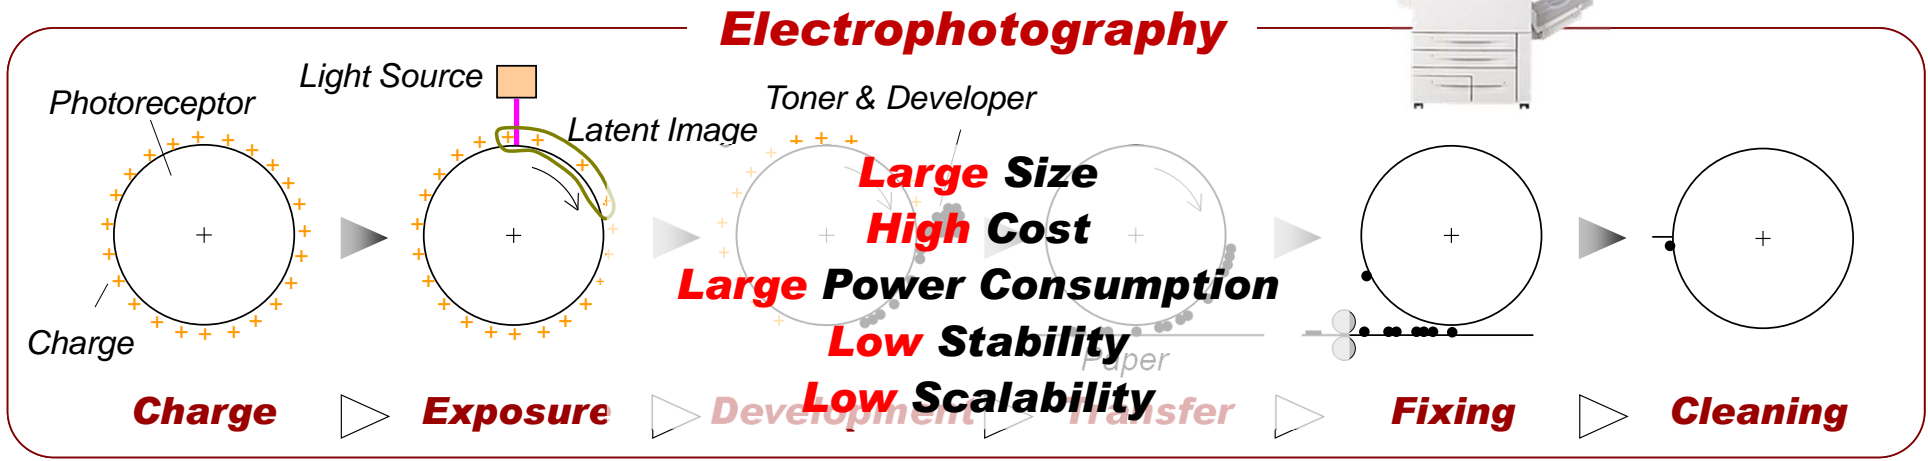 Electrophotography
Light Source
Photoreceptor
Toner & Developer
Latent Image
Large Size
High Cost
Large Power Consumption
Low Stability
Charge
Paper
Low Scalability
Charge
Exposure
Development
Transfer
Fixing
Cleaning